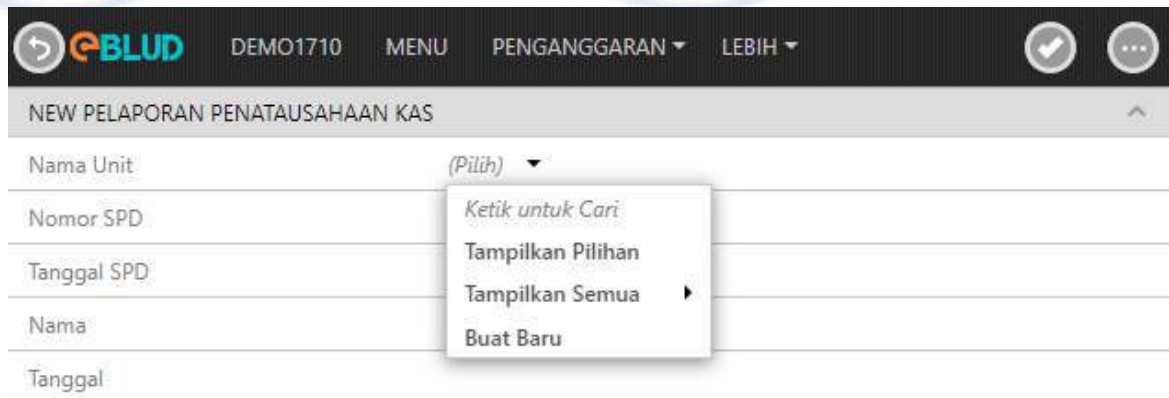 eBLUD DEMO1710 MENU PENGANGGARAN LEBIH
NEW PELAPORAN PENATAUSAHAAN KAS
Nama Unit (Pilih)
Ketik untuk Cari
Nomor SPD
Tampilkan Pilihan
Tanggal SPD
Tampilkan Semua
Nama
Buat Baru
Tanggal